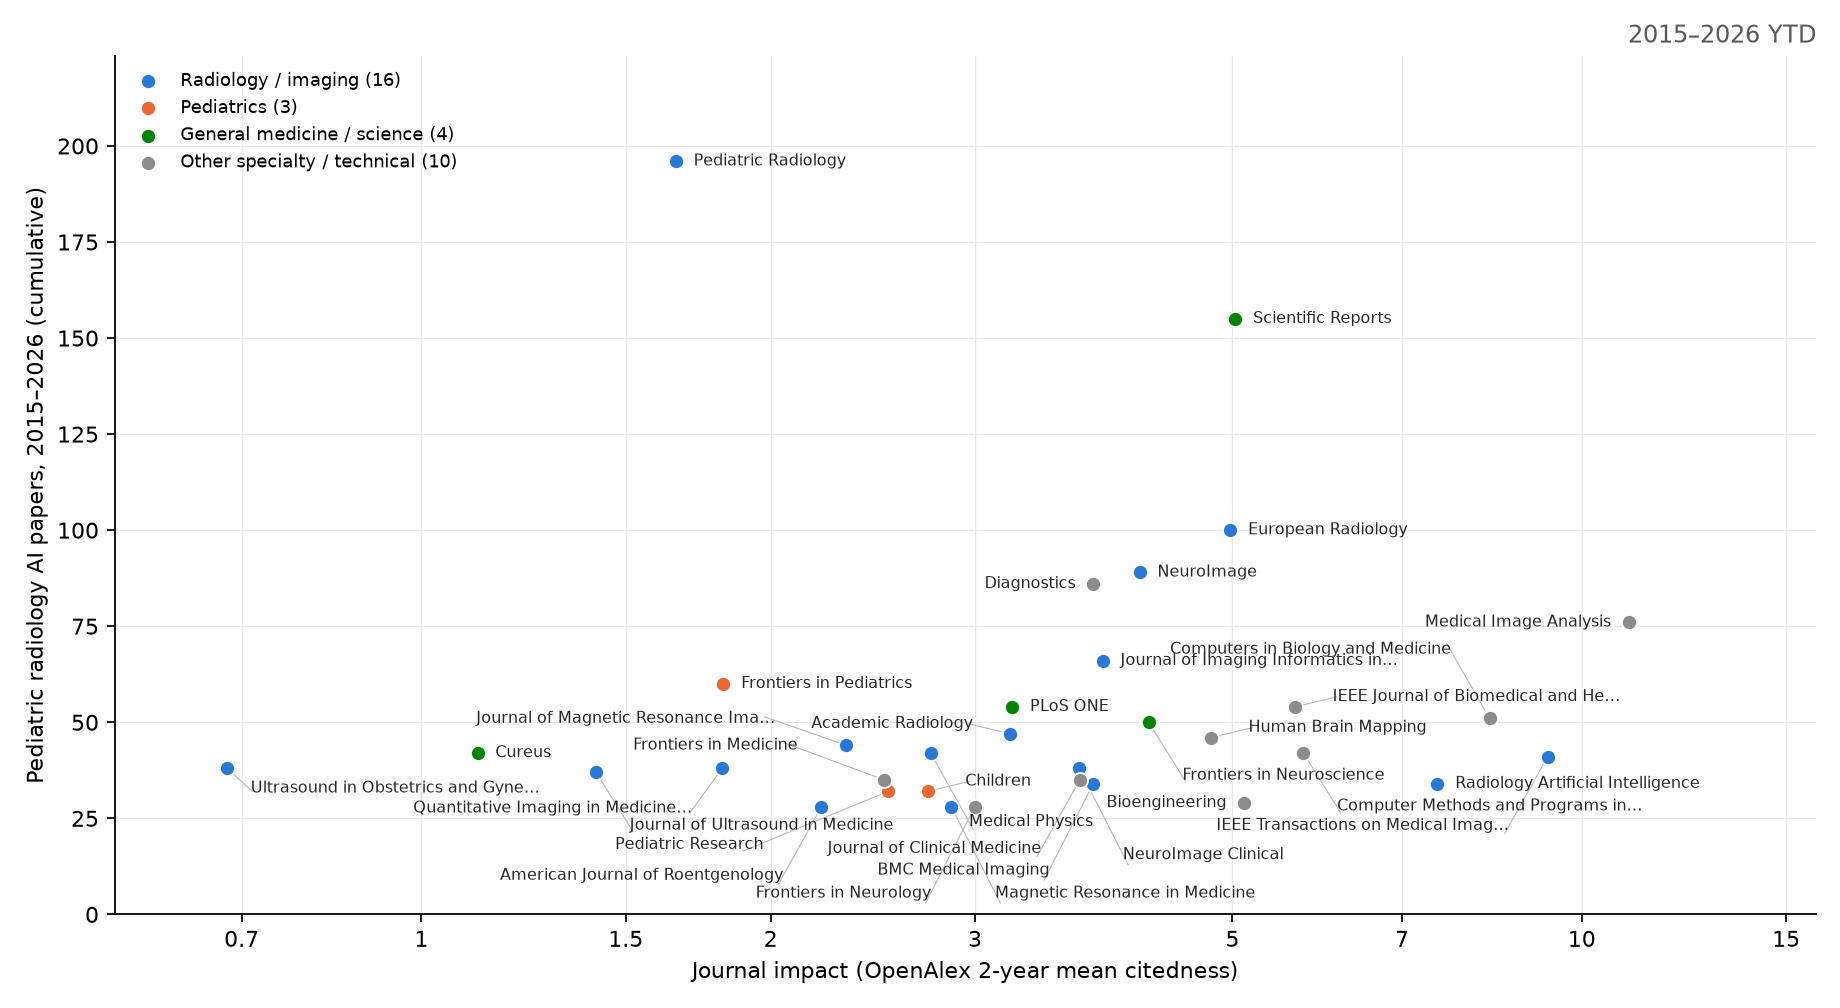 2015–2026 YTD
Radiology / imaging (16)
Pediatrics (3)
General medicine / science (4)
Other specialty / technical (10)
Pediatric radiology AI papers, 2015–2026 (cumulative)
200
175
150
125
100
75
50
25
0
Pediatric Radiology
Scientific Reports
European Radiology
NeuroImage
Diagnostics
Medical Image Analysis
Computers in Biology and Medicine
Journal of Imaging Informatics in…
Frontiers in Pediatrics
IEEE Journal of Biomedical and He…
PLoS ONE
Journal of Magnetic Resonance Ima…
Academic Radiology
Human Brain Mapping
Frontiers in Medicine
Cureus
Frontiers in Neuroscience
Children
Radiology Artificial Intelligence
Ultrasound in Obstetrics and Gyne…
Bioengineering
Quantitative Imaging in Medicine…
Computer Methods and Programs in…
Medical Physics
Journal of Ultrasound in Medicine
IEEE Transactions on Medical Imag…
Pediatric Research
Journal of Clinical Medicine
NeuroImage Clinical
BMC Medical Imaging
American Journal of Roentgenology
Frontiers in Neurology
Magnetic Resonance in Medicine
0.7
1
1.5
2
3
5
7
10
15
Journal impact (OpenAlex 2-year mean citedness)